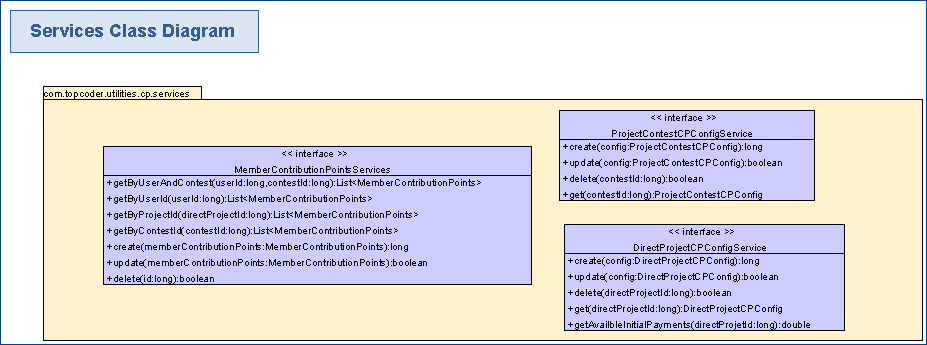 Services Class Diagram
com.topcoder.utilities.cp.services
<< interface >>
MemberContributionPointsServices
+getByUserAndContest(userId:long,contestId:long):List<MemberContributionPoints>
+getByUserId(userId:long):List<MemberContributionPoints>
+getByProjectId(directProjectId:long):List<MemberContributionPoints>
+getByContestId(contestId:long):List<MemberContributionPoints>
+create(memberContributionPoints:MemberContributionPoints):long
+update(memberContributionPoints:MemberContributionPoints):boolean
+delete(id:long):boolean
<< interface >>
ProjectContestCPConfigService
+create(config:ProjectContestCPConfig):long
+update(config:ProjectContestCPConfig):boolean
+delete(contestId:long):boolean
+get(contestId:long):ProjectContestCPConfig
<< interface >>
DirectProjectCPConfigService
+create(config:DirectProjectCPConfig):long
+update(config:DirectProjectCPConfig):boolean
+delete(directProjectId:long):boolean
+get(directProjectId:long):DirectProjectCPConfig
+getAvailbleInitialPayments(directProjetId:long):double